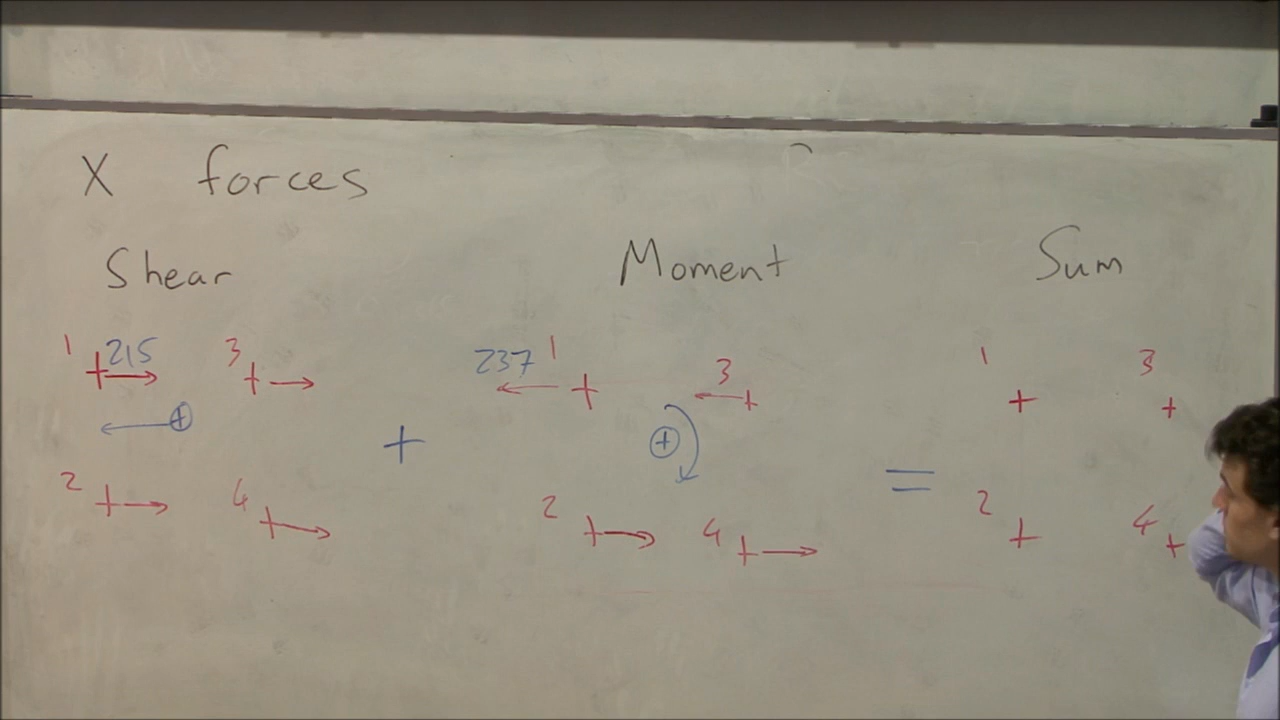 X forces
Shear Moment Sum
1 215 3 237 1 3 1 3
+ + =
+
2 4 2 4 2 4